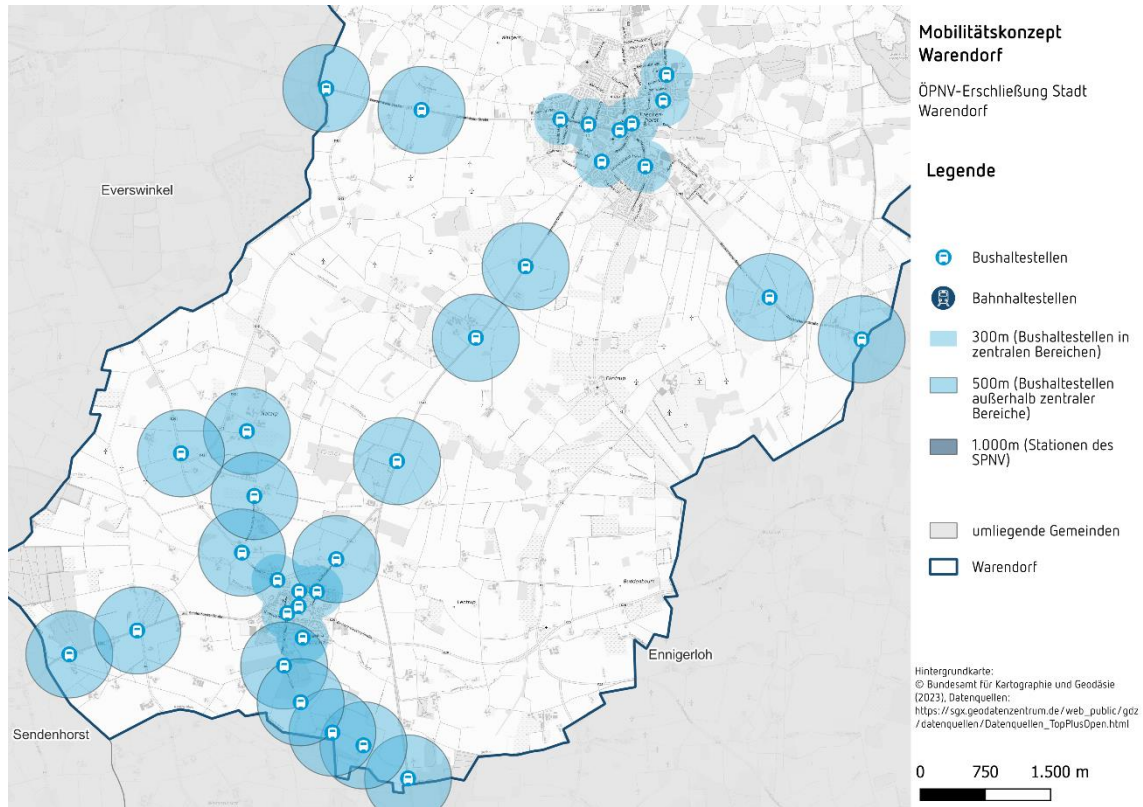 Mobilitätskonzept
Warendorf
ÖPNV-Erschließung Stadt
Warendorf
Legende
Bushaltestellen
Bahnhaltestellen
300m (Bushaltestellen in
zentralen Bereichen)
500m (Bushaltestellen
außerhalb zentraler
Bereiche)
1.000m (Stationen des
SPNV)
umliegende Gemeinden
Warendorf
Hintergrundkarte:
© Bundesamt für Kartographie und Geodäsie
(2023), Datenquellen:
https://sgx.geodatenzentrum.de/web_public/gdz
/datenquellen/Datenquellen_TopPlusOpen.html
0 750 1.500 m
Everswinkel
Ennigerloh
Sendenhorst